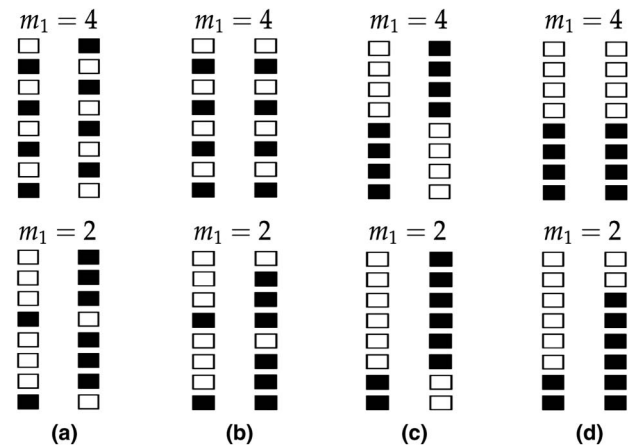 m₁ = 4 m₁ = 4 m₁ = 4 m₁ = 4
m₁ = 2 m₁ = 2 m₁ = 2 m₁ = 2
(a) (b) (c) (d)